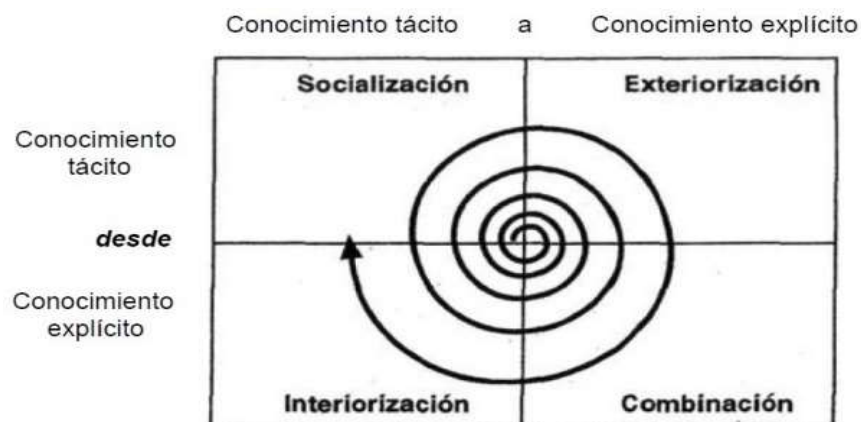 Conocimiento tácito a Conocimiento explícito
Socialización Exteriorización
Conocimiento
tácito
desde
Conocimiento
explícito
Interiorización Combinación